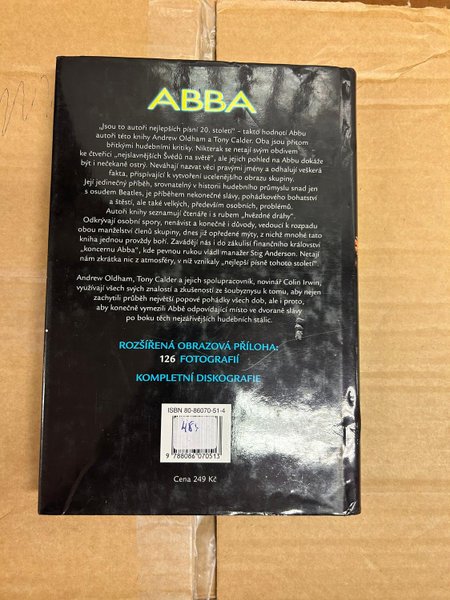 ABBA
„Jsou to autoři nejlepších písní 20. století" – takto hodnotí Abbu
autoři této knihy Andrew Oldham a Tony Calder. Oba jsou přitom
břitkými hudebními kritiky. Nikterak se netají svým obdivem
ke čtveřici „nejslavnějších Švédů na světě", ale jejich pohled na Abbu dokáže
být i nečekaně ostrý. Neváhají nazvat věci pravými jmény a odhalují veškerá
fakta, přispívající k vytvoření ucelenějšího obrazu skupiny.
Její jedinečný příběh, srovnatelný v historii hudebního průmyslu snad jen
s osudem Beatles, je příběhem nekonečné slávy, pohádkového bohatství
a štěstí, ale také velkých, především osobních, problémů.
Autoři knihy seznamují čtenáře i s rubem „hvězdné dráhy".
Odkrývají osobní spory, nenávist a konečně i důvody, vedoucí k rozpadu
obou manželství členů skupiny, dnes již opředené mýty, z nichž mnohé tato
kniha jednou provždy boří. Zavádějí nás i do zákulisí finančního království
„koncernu Abba", kde pevnou rukou vládl manažer Stig Anderson. Netají
nám zkrátka nic z atmosféry, v níž vznikaly „nejlepší písně tohoto století".
Andrew Oldham, Tony Calder a jejich spolupracovník, novinář Colin Irwin,
využívají všech svých znalostí a zkušeností ze šoubyznysu k tomu, aby nejen
zachytili průběh největší popové pohádky všech dob, ale i proto,
aby konečně vymezili Abbě odpovídající místo ve dvoraně slávy
po boku těch nejzářivějších hudebních stálic.
ROZŠÍŘENÁ OBRAZOVÁ PŘÍLOHA:
126 FOTOGRAFIÍ
KOMPLETNÍ DISKOGRAFIE
ISBN 80-86070-51-4
9 788086 070513
Cena 249 Kč